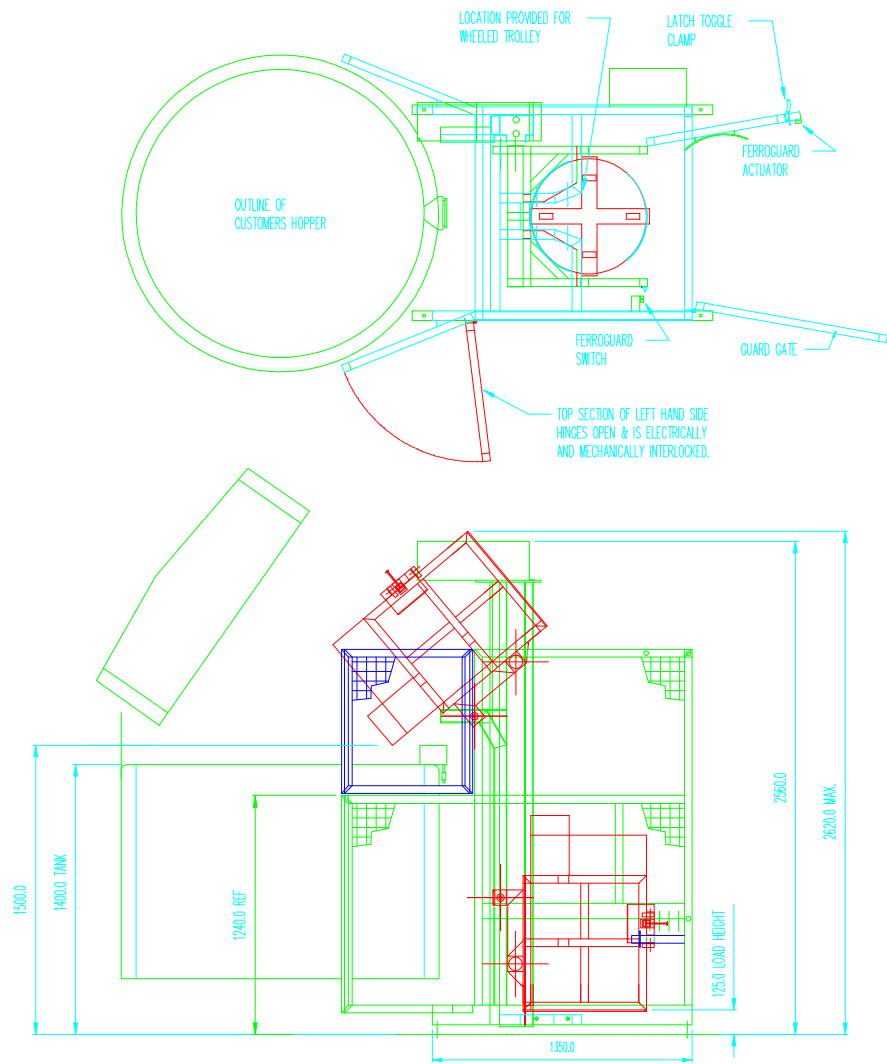 LOCATION PROVIDED FOR
WHEELED TROLLEY
LATCH TOGGLE
CLAMP
FERROGUARD
ACTUATOR
OUTLINE OF
CUSTOMERS HOPPER
FERROGUARD
SWITCH
GUARD GATE
TOP SECTION OF LEFT HAND SIDE
HINGES OPEN & IS ELECTRICALLY
AND MECHANICALLY INTERLOCKED.
1500.0
1400.0 TANK
1240.0 REF
2560.0
2620.0 MAX.
125.0 LOAD HEIGHT
1350.0